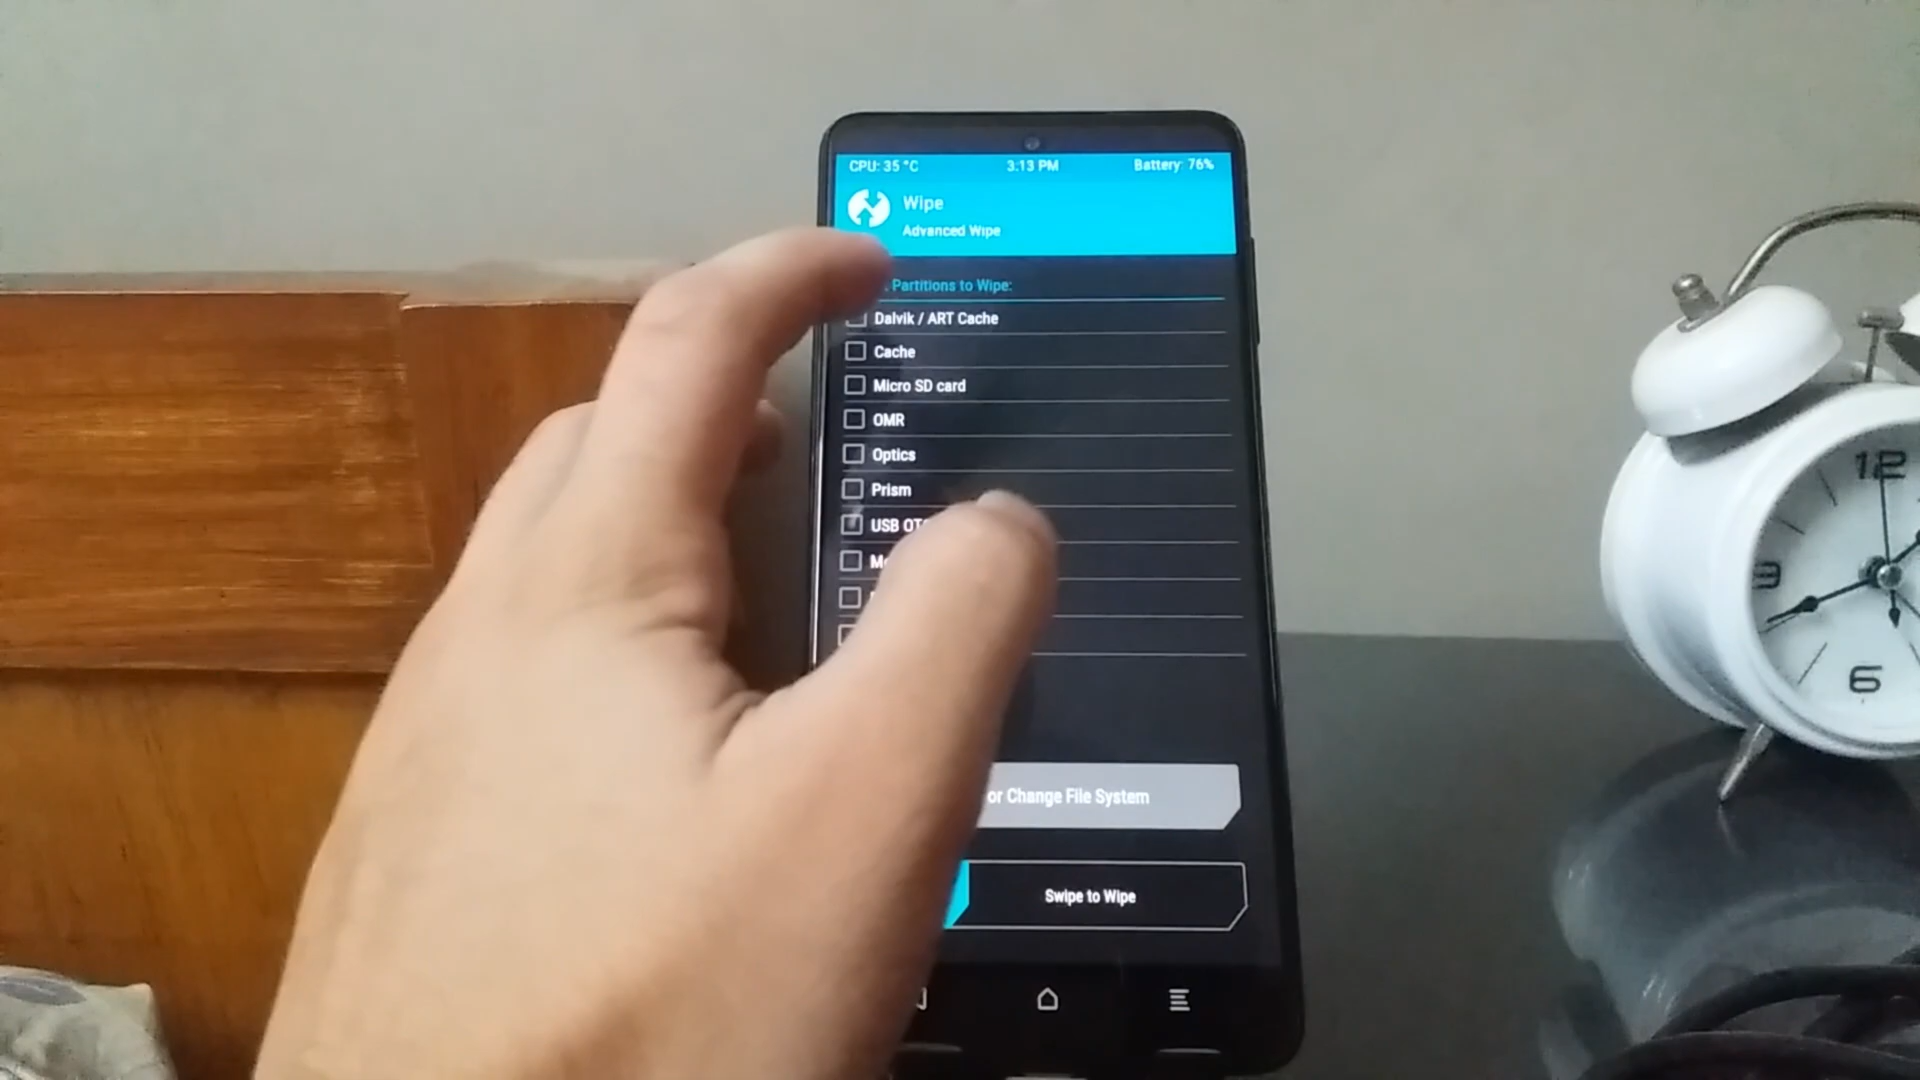 CPU: 35 °C 3:13 PM Battery: 76%
Wipe
Advanced Wipe
Partitions to Wipe:
Dalvik / ART Cache
Cache
Micro SD card
OMR
Optics
Prism
USB
or Change File System
Swipe to Wipe
12
9
6